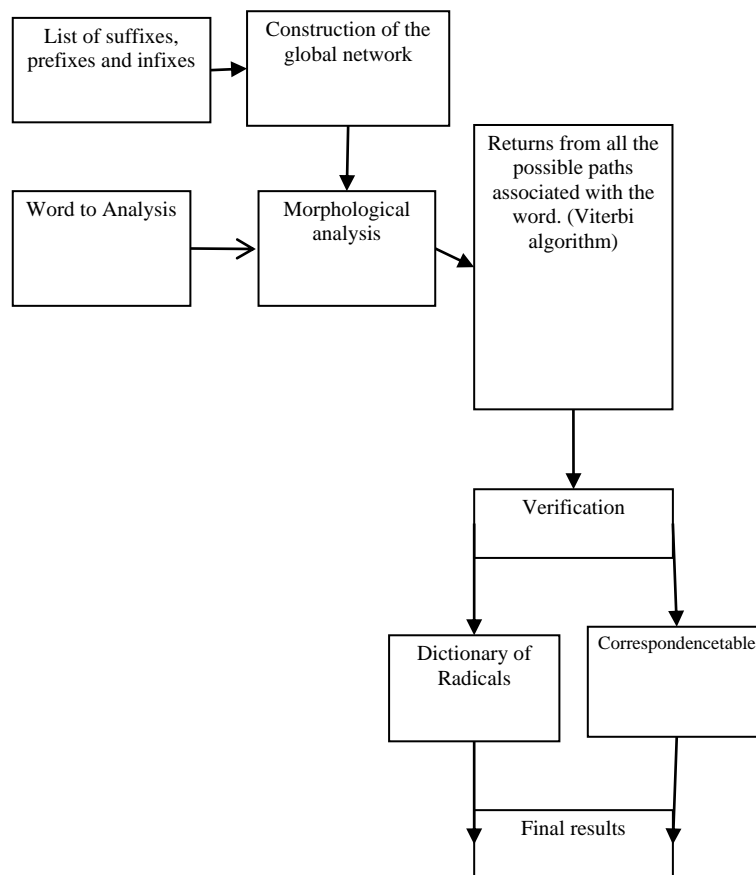 List of suffixes,
prefixes and infixes
Construction of the
global network
Word to Analysis
Morphological
analysis
Returns from all the
possible paths
associated with the
word. (Viterbi
algorithm)
Verification
Dictionary of
Radicals
Correspondencetable
Final results